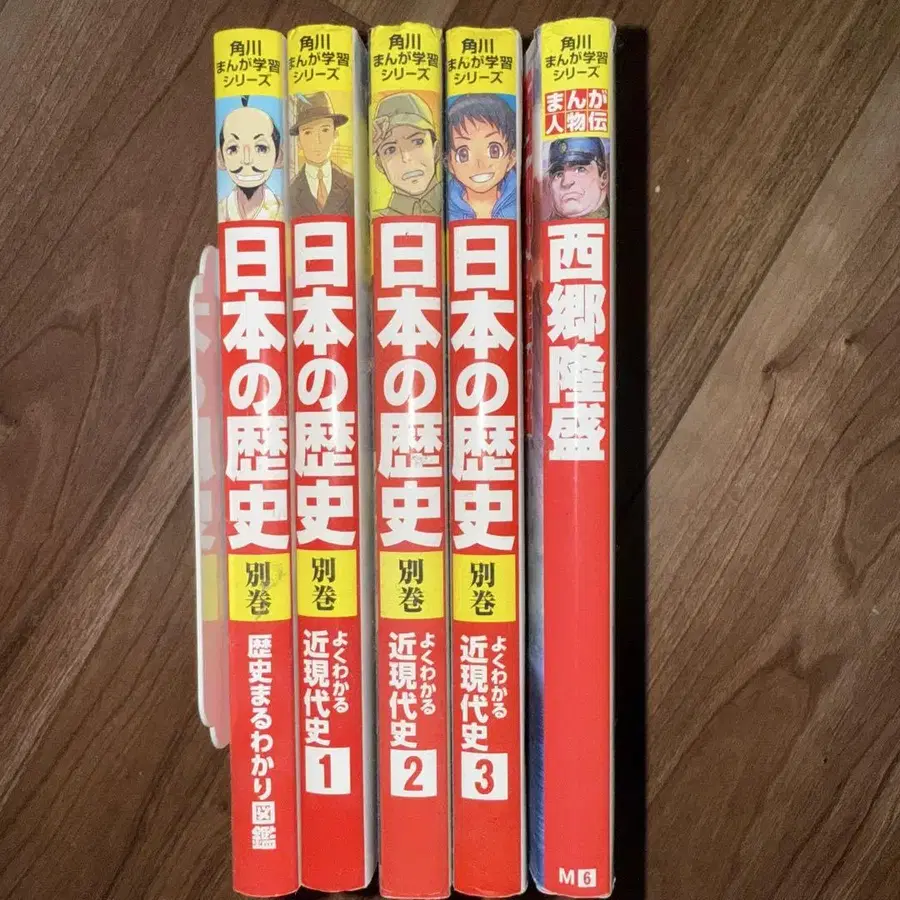 角川
まんが学習
シリーズ
日本の歴史
別巻
歴史まるわかり図鑑
角川
まんが学習
シリーズ
日本の歴史
別巻
よくわかる
近現代史
1
角川
まんが学習
シリーズ
日本の歴史
別巻
よくわかる
近現代史
2
角川
まんが学習
シリーズ
日本の歴史
別巻
よくわかる
近現代史
3
角川
まんが学習
シリーズ
まんが
人物伝
西郷隆盛
M 6